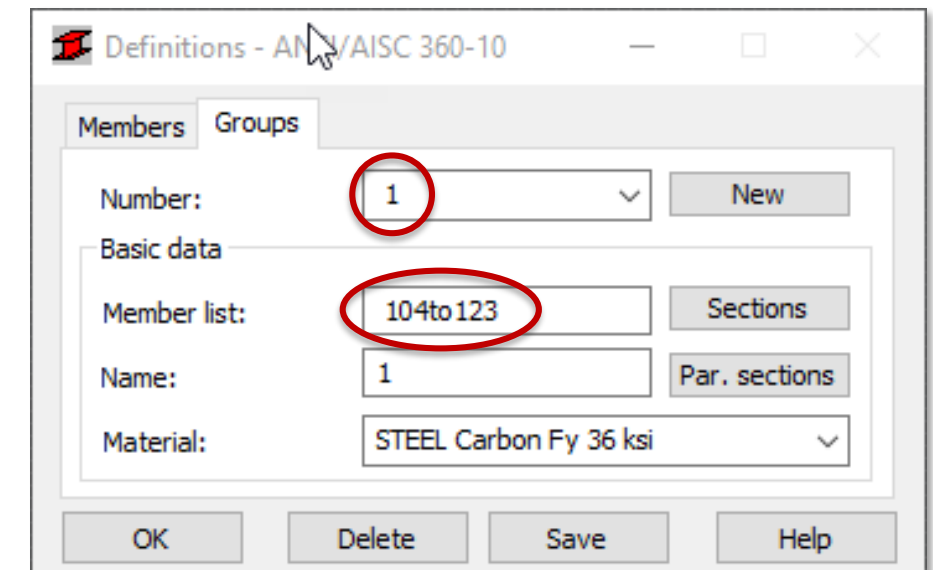 Definitions - AN/AISC 360-10
Members Groups
Number: 1 New
Basic data
Member list: 104to123 Sections
Name: 1 Par. sections
Material: STEEL Carbon Fy 36 ksi
OK Delete Save Help